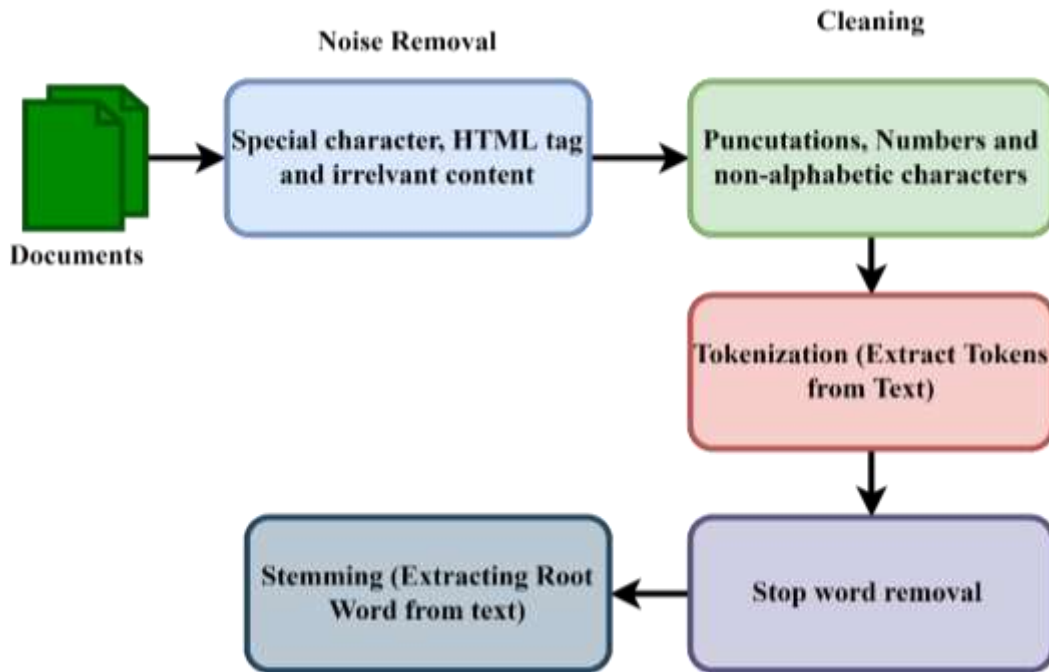 Noise Removal
Cleaning
Documents
Special character, HTML tag
and irrelvant content
Puncutations, Numbers and
non-alphabetic characters
Tokenization (Extract Tokens
from Text)
Stop word removal
Stemming (Extracting Root
Word from text)